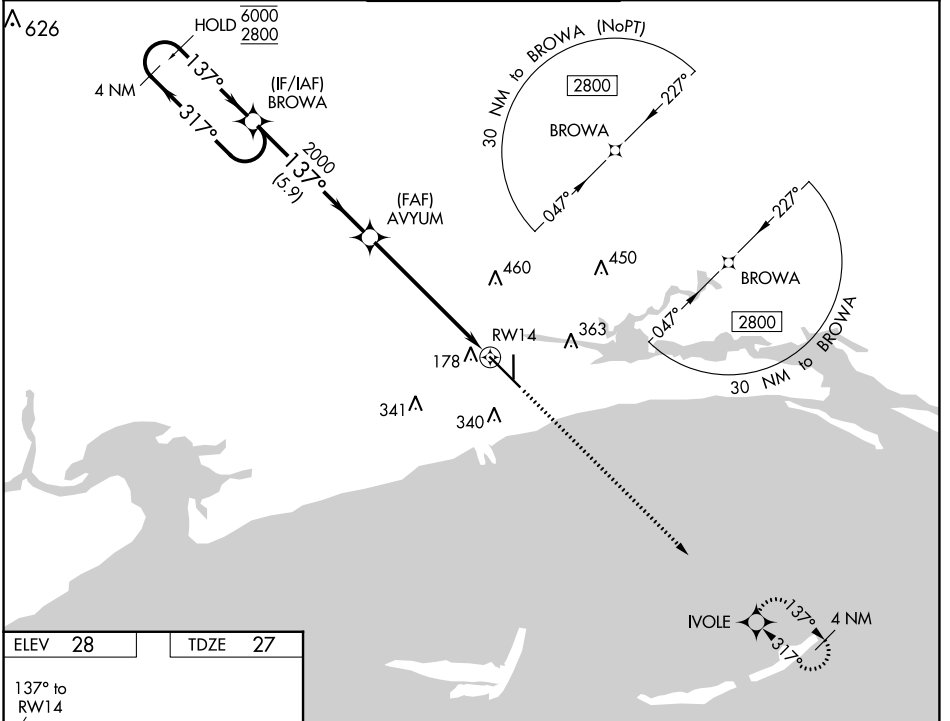 626
HOLD 6000
2800
4 NM
137°
317°
(IF/IAF)
BROWA
2000
137°
(5.9)
(FAF)
AVYUM
30 NM to BROWA (NoPT)
2800
227°
BROWA
047°
227°
BROWA
047°
2800
30 NM to BROWA
460
450
363
RW14
178
341
340
IVOLE
137°
4 NM
317°
ELEV 28
TDZE 27
137° to
RW14